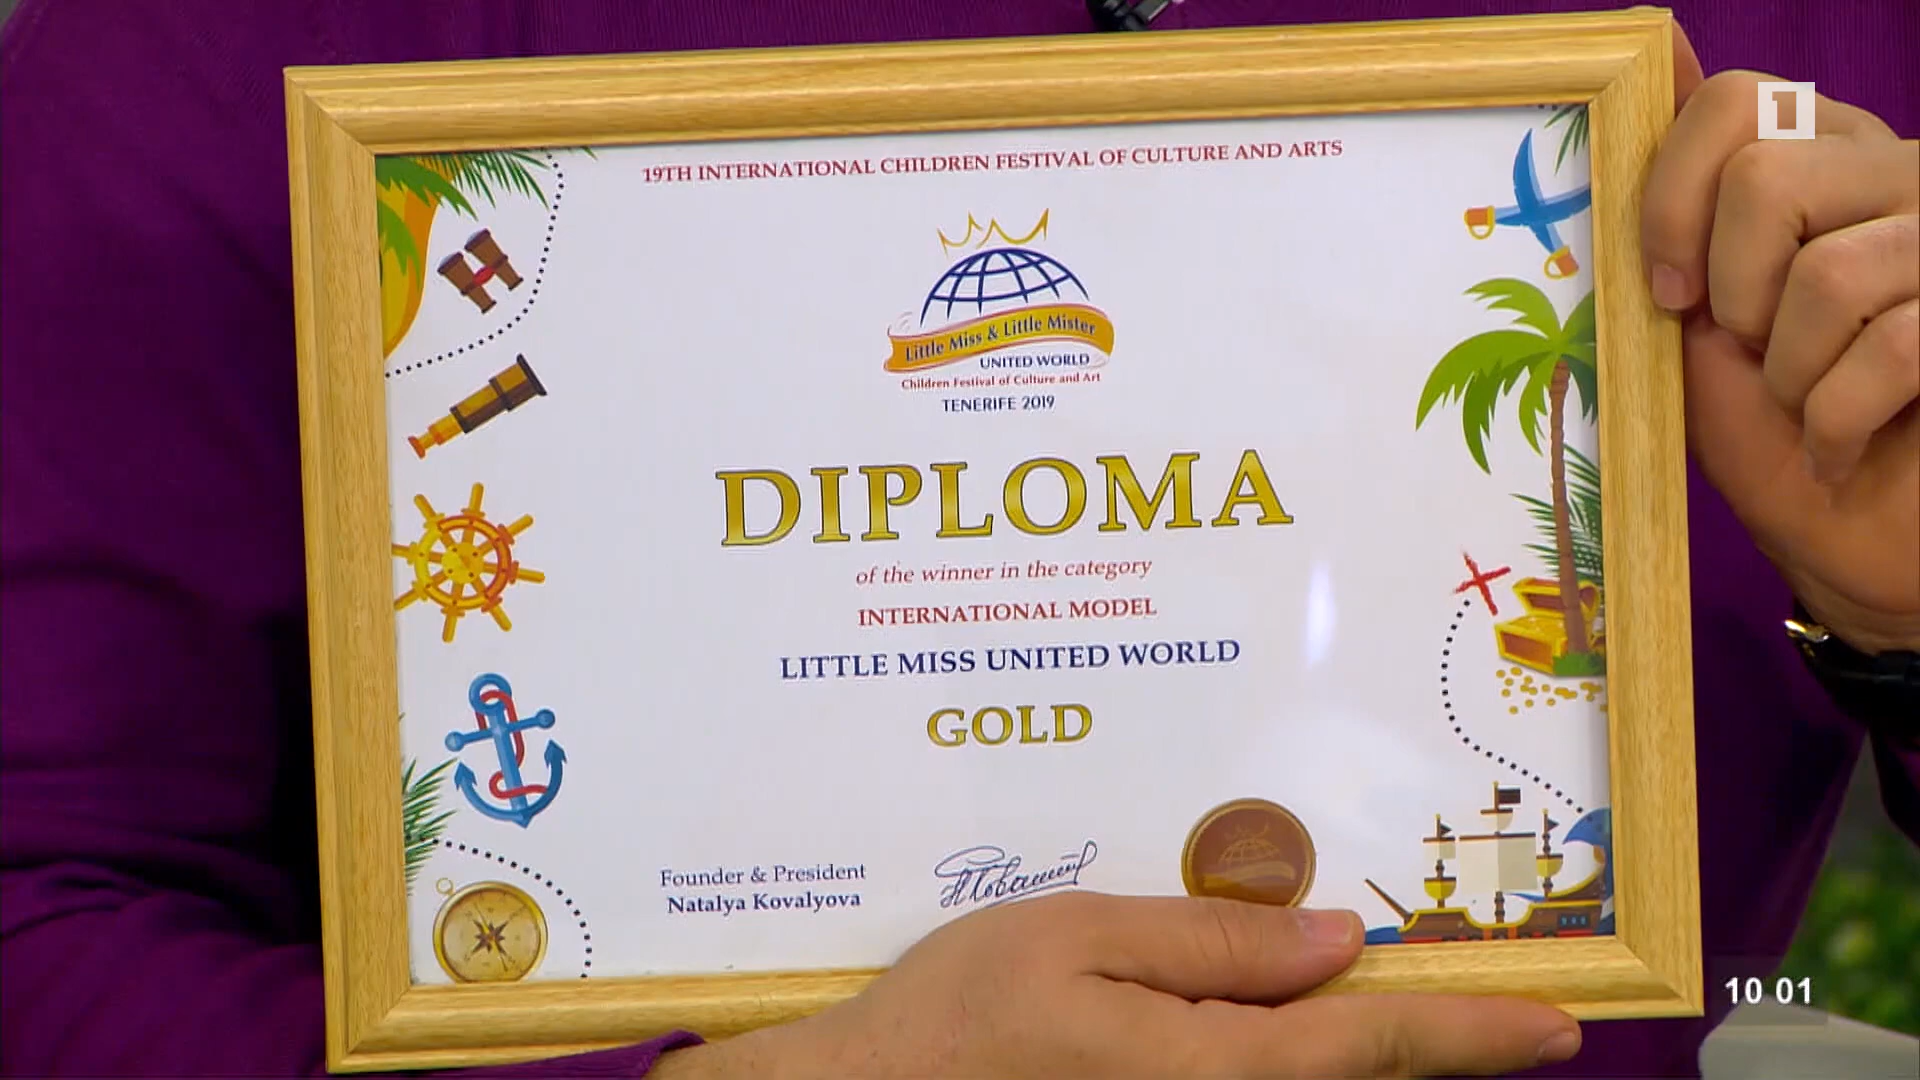 1
19TH INTERNATIONAL CHILDREN FESTIVAL OF CULTURE AND ARTS
Little Miss & Little Mister
UNITED WORLD
Children Festival of Culture and Art
TENERIFE 2019
DIPLOMA
of the winner in the category
INTERNATIONAL MODEL
LITTLE MISS UNITED WORLD
GOLD
Founder & President
Natalya Kovalyova
10 01